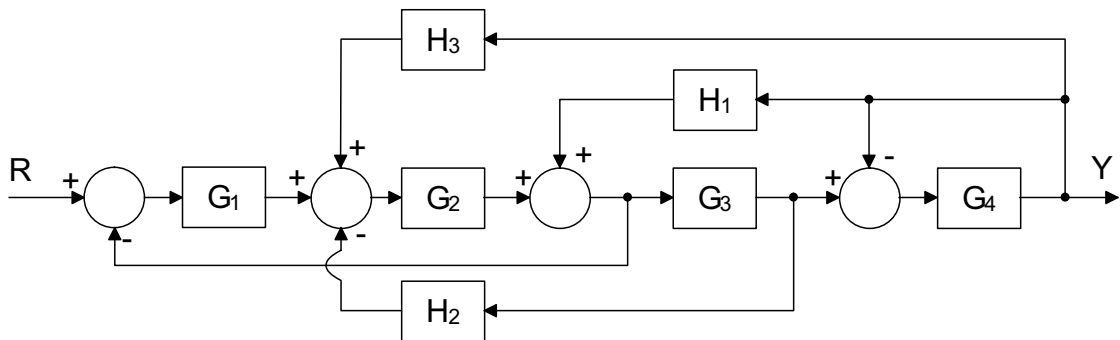 H3
H1
R + G1 + + G2 + + G3 + - G4 Y
- -
H2